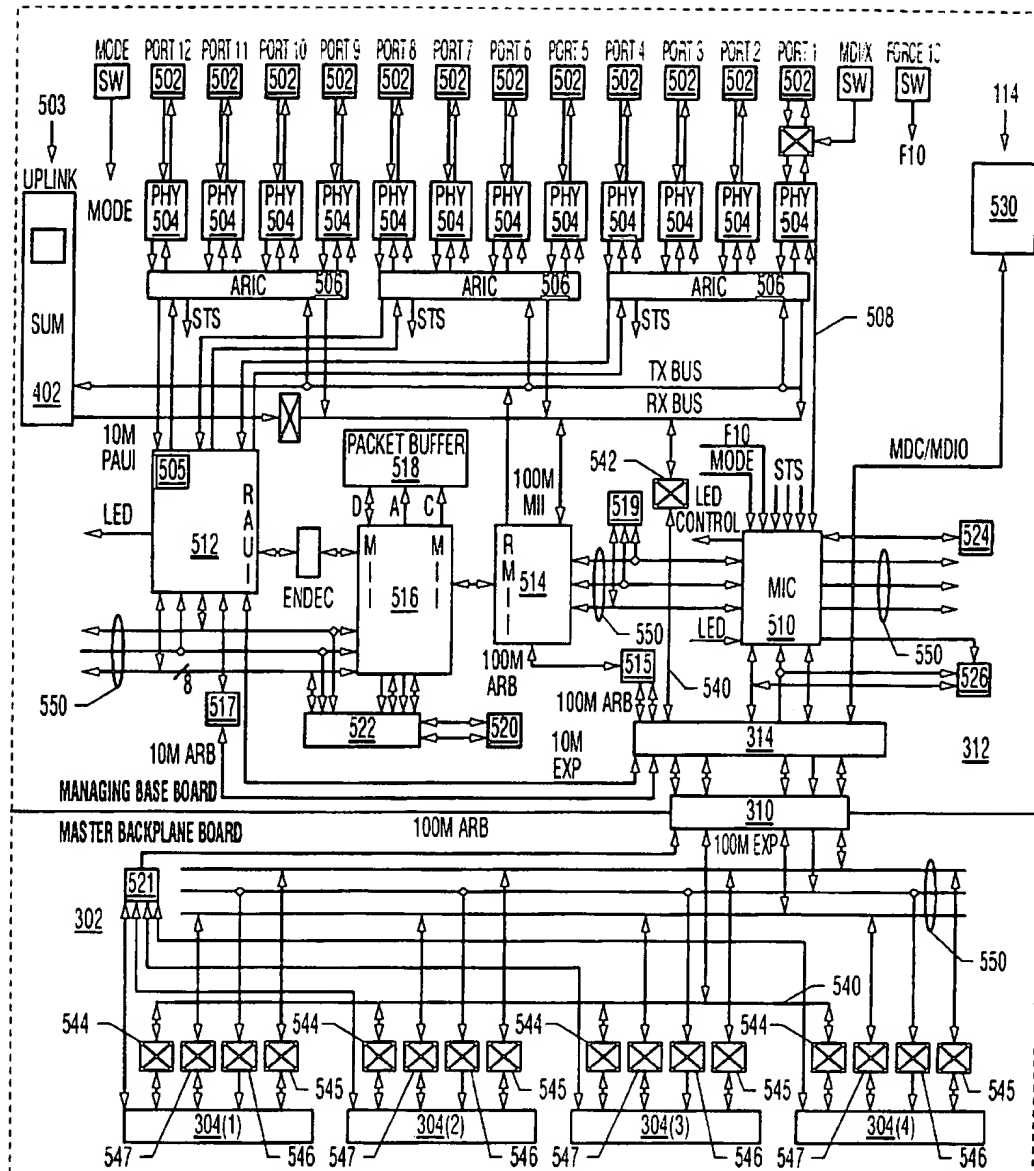 MODE PORT 12 PORT 11 PORT 10 PORT 9 PORT 8 PORT 7 PORT 6 PORT 5 PORT 4 PORT 3 PORT 2 PORT 1 MDI/X FORCE 10
SW 502 502 502 502 502 502 502 502 502 502 502 502 SW SW
503 114
UPLINK F10
MODE PHY PHY PHY PHY PHY PHY PHY PHY PHY PHY PHY PHY
504 504 504 504 504 504 504 504 504 504 504 504 530
ARIC 506 ARIC 506 ARIC 506
SUM STS STS STS 508
402 TX BUS
RX BUS
10M PAUI
PACKET BUFFER
518
542 F10
MODE STS MDC/MDIO
505 D A C 100M MII 519 LED CONTROL 524
LED
RAUI
512 ENDEC MII 516 MII RMII 514 550 MIC 510 550
LED
526
550 8 100M ARB 515 540
517 100M ARB
522 520 314
10M ARB 10M EXP 312
MANAGING BASE BOARD
310
MASTER BACKPLANE BOARD 100M ARB 100M EXP
521
302 550
540
544 544 544 544
545 545 545 545
304(1) 304(2) 304(3) 304(4)
547 546 547 546 547 546 547 546